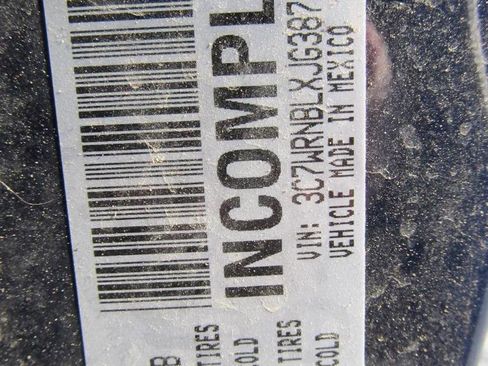 INCOMPL
VIN: 3C7WRNBLXJG387
VEHICLE MADE IN MEXICO
B
TIRES
COLD
TIRES
COLD